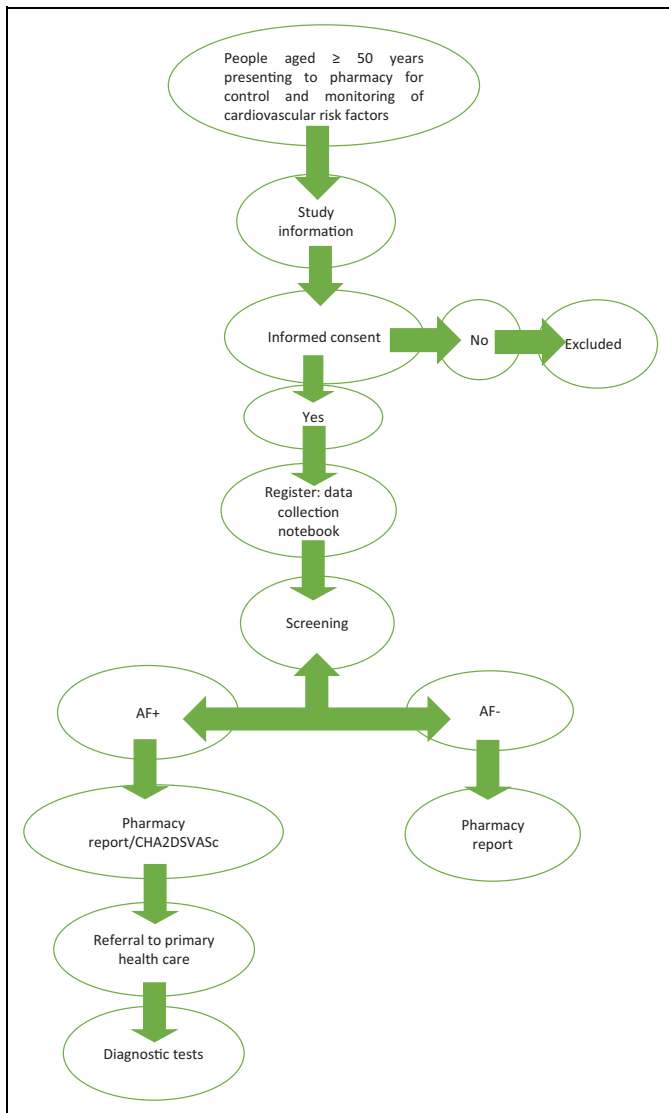 People aged ≥ 50 years
presenting to pharmacy for
control and monitoring of
cardiovascular risk factors
Study
information
Informed consent
No
Excluded
Yes
Register: data
collection
notebook
Screening
AF+
AF-
Pharmacy
report/CHA2DSVASc
Pharmacy
report
Referral to primary
health care
Diagnostic tests